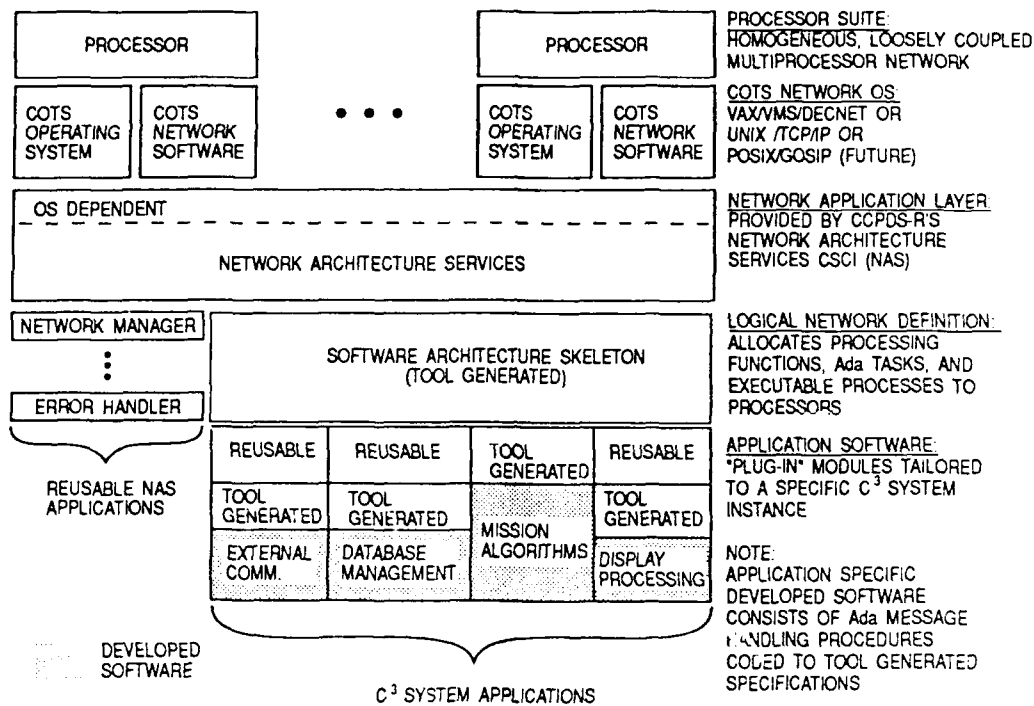 PROCESSOR
PROCESSOR
PROCESSOR SUITE:
HOMOGENEOUS, LOOSELY COUPLED
MULTIPROCESSOR NETWORK
COTS
OPERATING
SYSTEM
COTS
NETWORK
SOFTWARE
• • •
COTS
OPERATING
SYSTEM
COTS
NETWORK
SOFTWARE
COTS NETWORK OS:
VAX/VMS/DECNET OR
UNIX /TCP/IP OR
POSIX/GOSIP (FUTURE)
OS DEPENDENT
NETWORK ARCHITECTURE SERVICES
NETWORK APPLICATION LAYER:
PROVIDED BY CCPDS-R'S
NETWORK ARCHITECTURE
SERVICES CSCI (NAS)
NETWORK MANAGER
ERROR HANDLER
REUSABLE NAS
APPLICATIONS
SOFTWARE ARCHITECTURE SKELETON
(TOOL GENERATED)
LOGICAL NETWORK DEFINITION:
ALLOCATES PROCESSING
FUNCTIONS, Ada TASKS, AND
EXECUTABLE PROCESSES TO
PROCESSORS
REUSABLE
TOOL
GENERATED
EXTERNAL
COMM.
REUSABLE
TOOL
GENERATED
DATABASE
MANAGEMENT
TOOL
GENERATED
MISSION
ALGORITHMS
REUSABLE
TOOL
GENERATED
DISPLAY
PROCESSING
APPLICATION SOFTWARE:
"PLUG-IN" MODULES TAILORED
TO A SPECIFIC C³ SYSTEM
INSTANCE
NOTE:
APPLICATION SPECIFIC
DEVELOPED SOFTWARE
CONSISTS OF Ada MESSAGE
HANDLING PROCEDURES
CODED TO TOOL GENERATED
SPECIFICATIONS
DEVELOPED
SOFTWARE
C³ SYSTEM APPLICATIONS